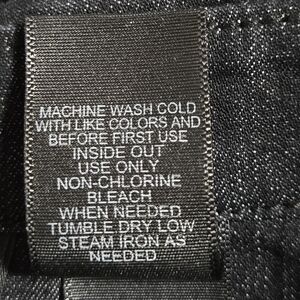 MACHINE WASH COLD
WITH LIKE COLORS AND
BEFORE FIRST USE
INSIDE OUT
USE ONLY
NON-CHLORINE
BLEACH
WHEN NEEDED
TUMBLE DRY LOW
STEAM IRON AS
NEEDED